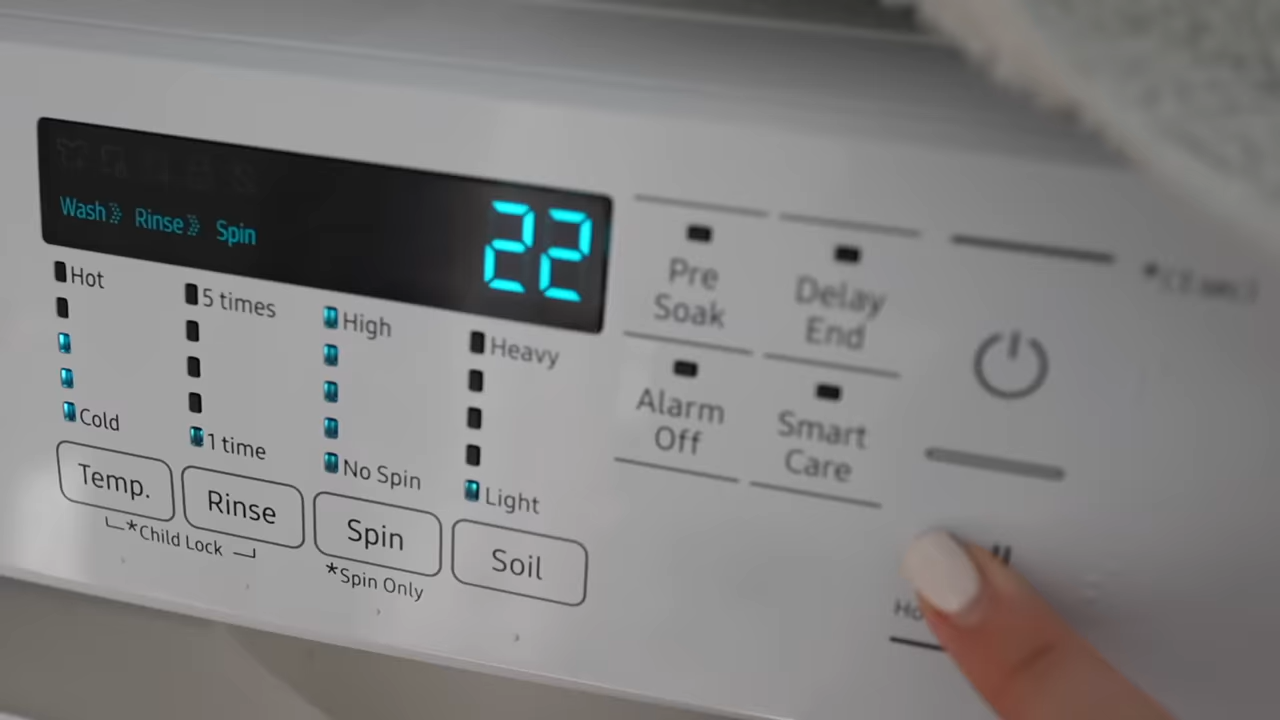 Wash Rinse Spin
22
Hot
Cold
5 times
1 time
High
No Spin
Heavy
Light
Temp.
Rinse
Spin
Soil
*Child Lock
*Spin Only
Pre
Soak
Delay
End
Alarm
Off
Smart
Care